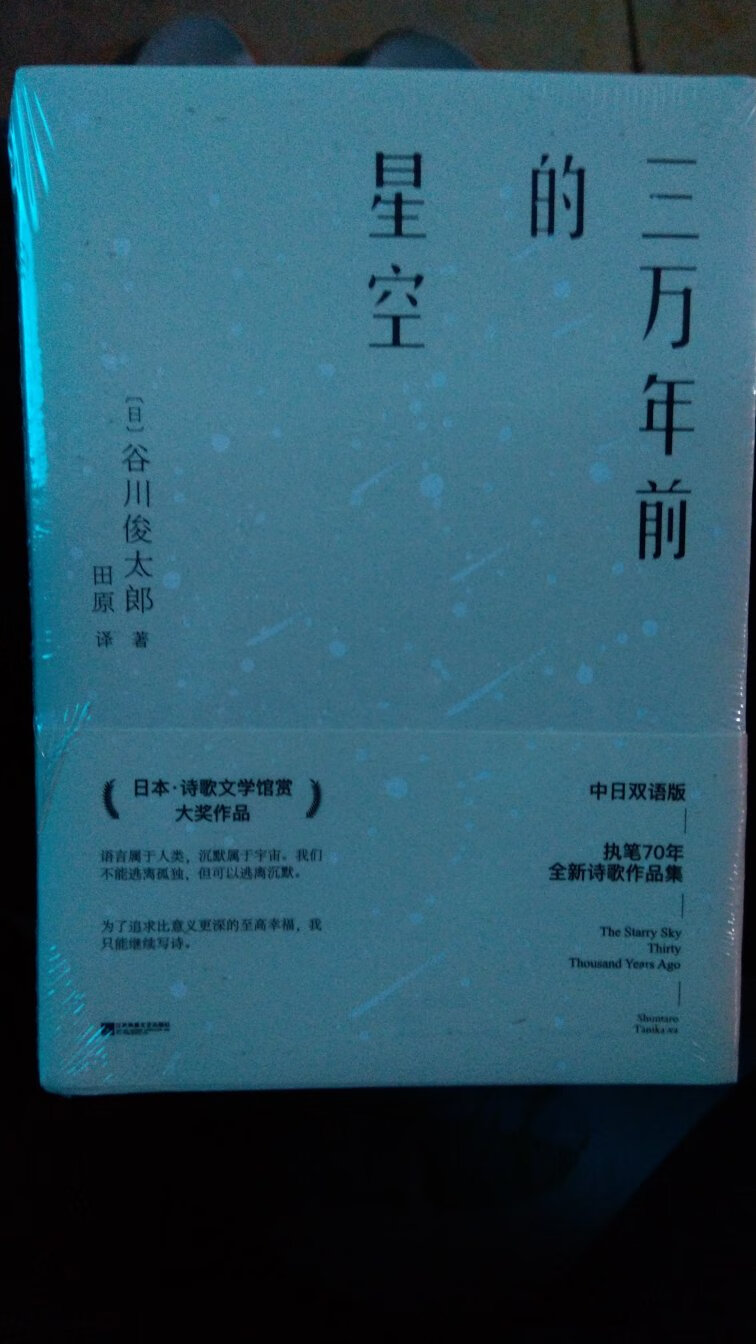 三万年前
的
星空
〔日〕谷川俊太郎 著
田原 译
日本·诗歌文学馆赏
大奖作品
语言属于人类，沉默属于宇宙。我们
不能逃离孤独，但可以逃离沉默。
为了追求比意义更深的至高幸福，我
只能继续写诗。
中日双语版
执笔70年
全新诗歌作品集
The Starry Sky
Thirty
Thousand Years Ago
Shuntaro
Tanikawa